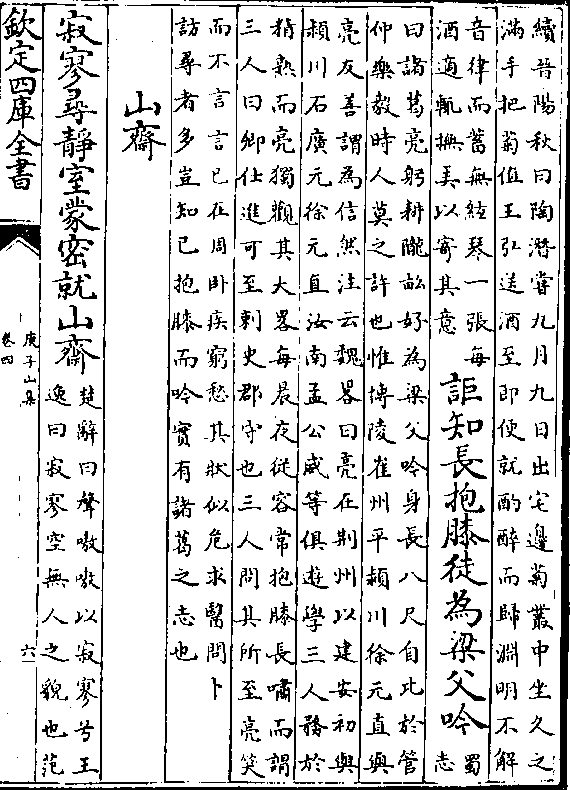 續晉陽秋曰陶潛嘗九月九日出宅邊菊叢中坐久之
滿手把菊值王弘送酒至即便就酌醉而歸淵明不解
音律而蓄無絃琴一張每
酒適輒撫弄以寄其意
詎知長抱膝徒為梁父吟
蜀
志
曰諸葛亮躬耕隴畝好為梁父吟身長八尺自比於管
仲樂毅時人莫之許也惟博陵崔州平潁川徐元直與
亮友善謂為信然注云魏畧曰亮在荆州以建安初與
潁川石廣元徐元直汝南孟公威等俱遊學三人務於
精熟而亮獨觀其大畧每晨夜從容常抱膝長嘯而謂
三人曰卿仕進可至刺史郡守也三人問其所至亮笑
而不言言已在周卧疾窮愁其狀似危求醫問卜
訪尋者多豈知已抱膝而吟實有諸葛之志也
山齋
寂寥尋靜室蒙密就山齋
楚辭曰聲嗷嗷以寂寥兮王
逸曰寂寥空無人之貌也范
欽定四庫全書
庾子山集
卷四
六